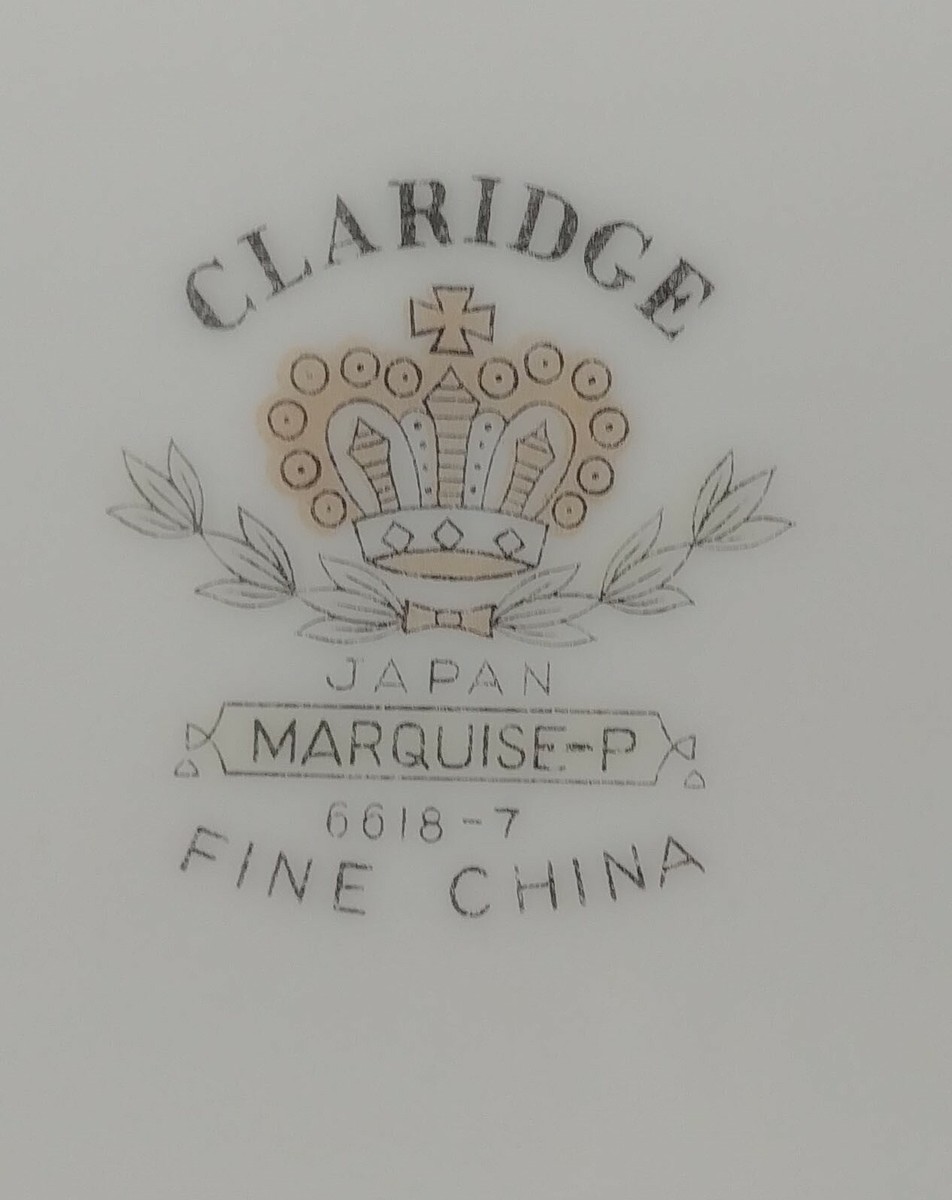 CLARIDGE
JAPAN
MARQUISE-P
6618-7
FINE CHINA